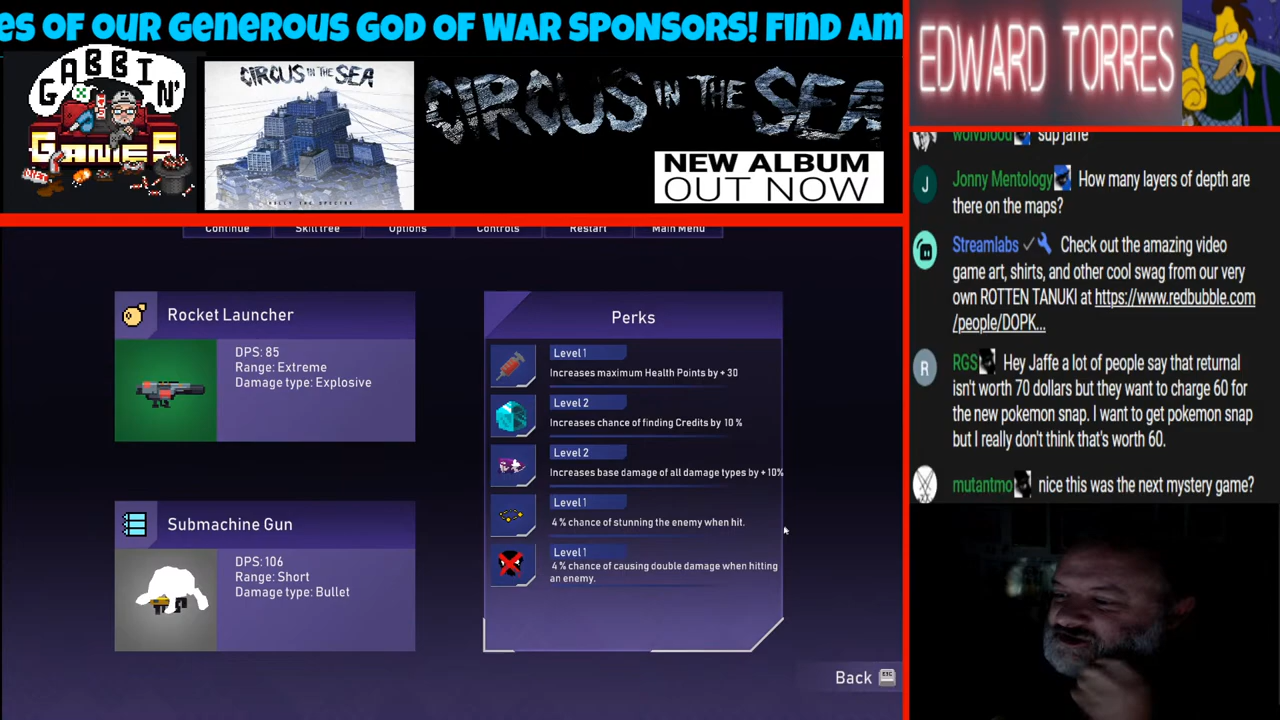 ES OF OUR GENEROUS GOD OF WAR SPONSORS! FIND AM
GABBIN'
GAMES
CIRCUS IN THE SEA
CIRCUS IN THE SEA
NEW ALBUM
OUT NOW
EDWARD TORRES
wolvblood sup jaffe
Jonny Mentology How many layers of depth are
there on the maps?
Streamlabs Check out the amazing video
game art, shirts, and other cool swag from our very
own ROTTEN TANUKI at https://www.redbubble.com
/people/DOPK...
RGS Hey Jaffe a lot of people say that returnal
isn't worth 70 dollars but they want to charge 60 for
the new pokemon snap. I want to get pokemon snap
but I really don't think that's worth 60.
mutantmo nice this was the next mystery game?
Continue Skill tree Options Controls Restart Main Menu
Rocket Launcher
DPS: 85
Range: Extreme
Damage type: Explosive
Submachine Gun
DPS: 106
Range: Short
Damage type: Bullet
Perks
Level 1
Increases maximum Health Points by + 30
Level 2
Increases chance of finding Credits by 10 %
Level 2
Increases base damage of all damage types by + 10%
Level 1
4 % chance of stunning the enemy when hit.
Level 1
4 % chance of causing double damage when hitting
an enemy.
Back ESC